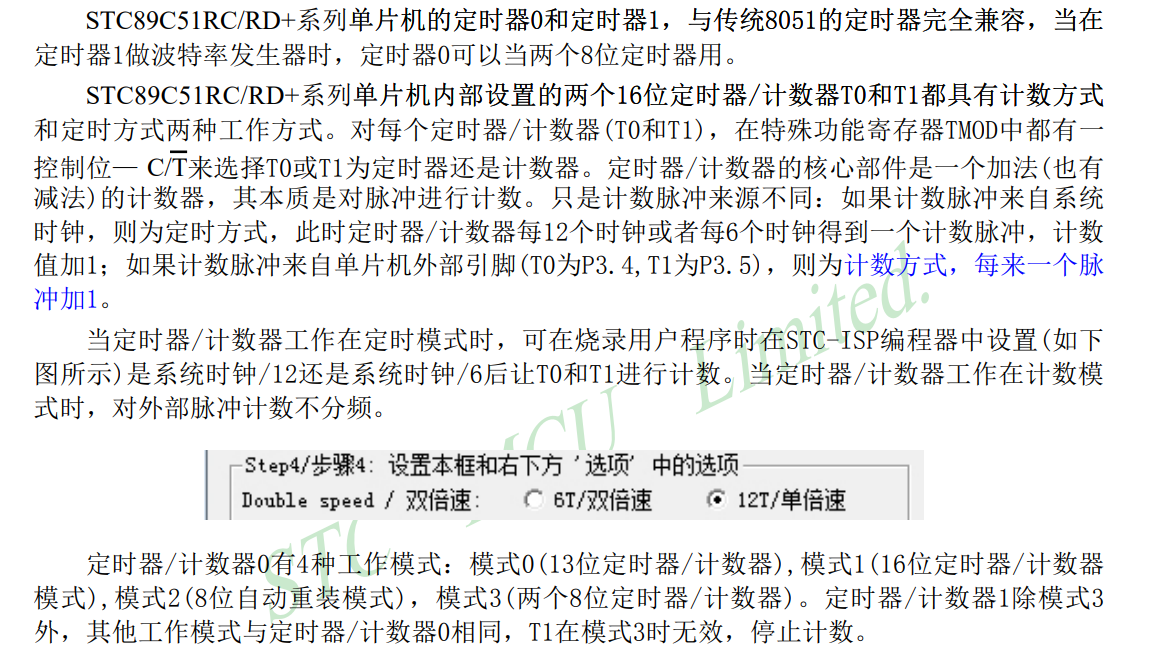 STC89C51RC/RD+系列单片机的定时器0和定时器1，与传统8051的定时器完全兼容，当在
定时器1做波特率发生器时，定时器0可以当两个8位定时器用。
STC89C51RC/RD+系列单片机内部设置的两个16位定时器/计数器T0和T1都具有计数方式
和定时方式两种工作方式。对每个定时器/计数器(T0和T1)，在特殊功能寄存器TMOD中都有一
控制位— C/T̅来选择T0或T1为定时器还是计数器。定时器/计数器的核心部件是一个加法(也有
减法)的计数器，其本质是对脉冲进行计数。只是计数脉冲来源不同：如果计数脉冲来自系统
时钟，则为定时方式，此时定时器/计数器每12个时钟或者每6个时钟得到一个计数脉冲，计数
值加1；如果计数脉冲来自单片机外部引脚(T0为P3.4,T1为P3.5)，则为计数方式，每来一个脉
冲加1。
当定时器/计数器工作在定时模式时，可在烧录用户程序时在STC-ISP编程器中设置(如下
图所示)是系统时钟/12还是系统时钟/6后让T0和T1进行计数。当定时器/计数器工作在计数模
式时，对外部脉冲计数不分频。
Step4/步骤4: 设置本框和右下方 '选项' 中的选项
Double speed / 双倍速: 6T/双倍速 12T/单倍速
定时器/计数器0有4种工作模式：模式0(13位定时器/计数器),模式1(16位定时器/计数器
模式),模式2(8位自动重装模式)，模式3(两个8位定时器/计数器)。定时器/计数器1除模式3
外，其他工作模式与定时器/计数器0相同，T1在模式3时无效，停止计数。
STC MCU Limited.